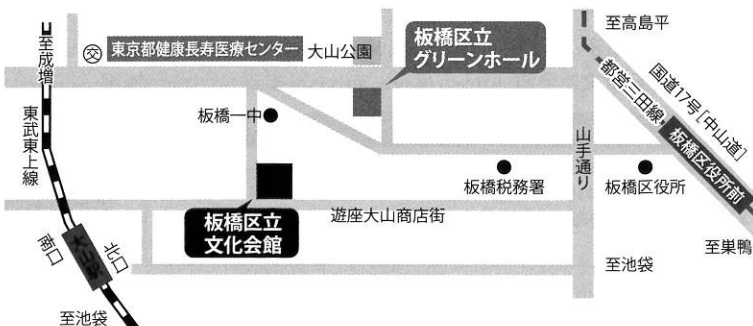 至高島平
至成増
㊋
東京都健康長寿医療センター
大山公園
板橋区立
グリーンホール
国道17号[中山道]
都営三田線
板橋区役所前
東武東上線
板橋一中
山手通り
板橋税務署
板橋区役所
遊座大山商店街
板橋区立
文化会館
南口
大山駅
北口
至巣鴨
至池袋
至池袋